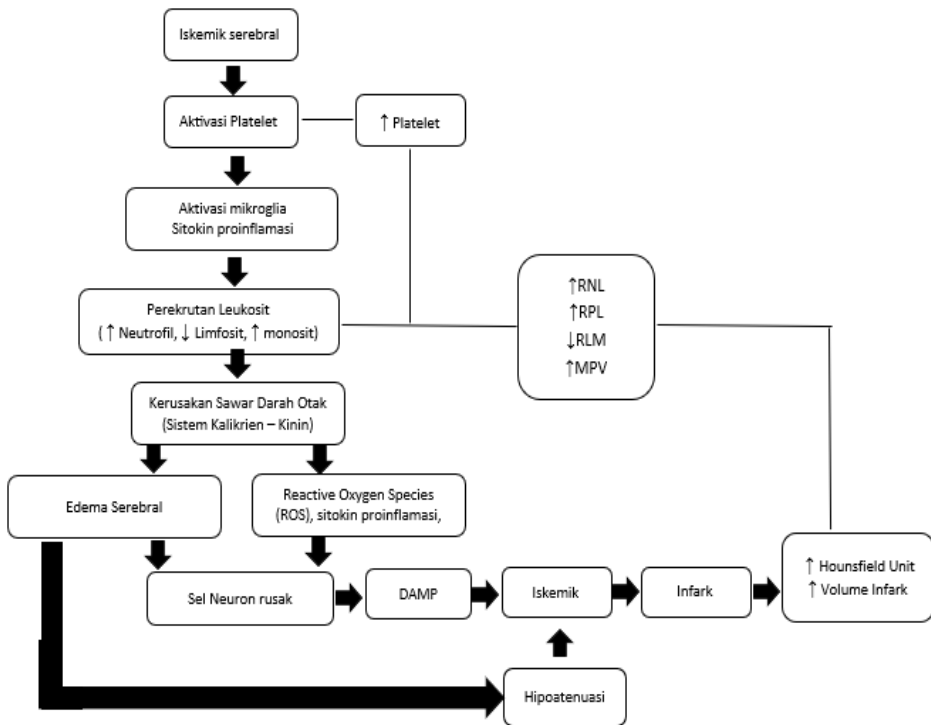 Iskemik serebral
Aktivasi Platelet
↑ Platelet
Aktivasi mikroglia
Sitokin proinflamasi
Perekrutan Leukosit
( ↑ Neutrofil, ↓ Limfosit, ↑ monosit)
↑RNL
↑RPL
↓RLM
↑MPV
Kerusakan Sawar Darah Otak
(Sistem Kalikrien – Kinin)
Edema Serebral
Reactive Oxygen Species
(ROS), sitokin proinflamasi,
Sel Neuron rusak
DAMP
Iskemik
Infark
↑ Hounsfield Unit
↑ Volume Infark
Hipoatenuasi